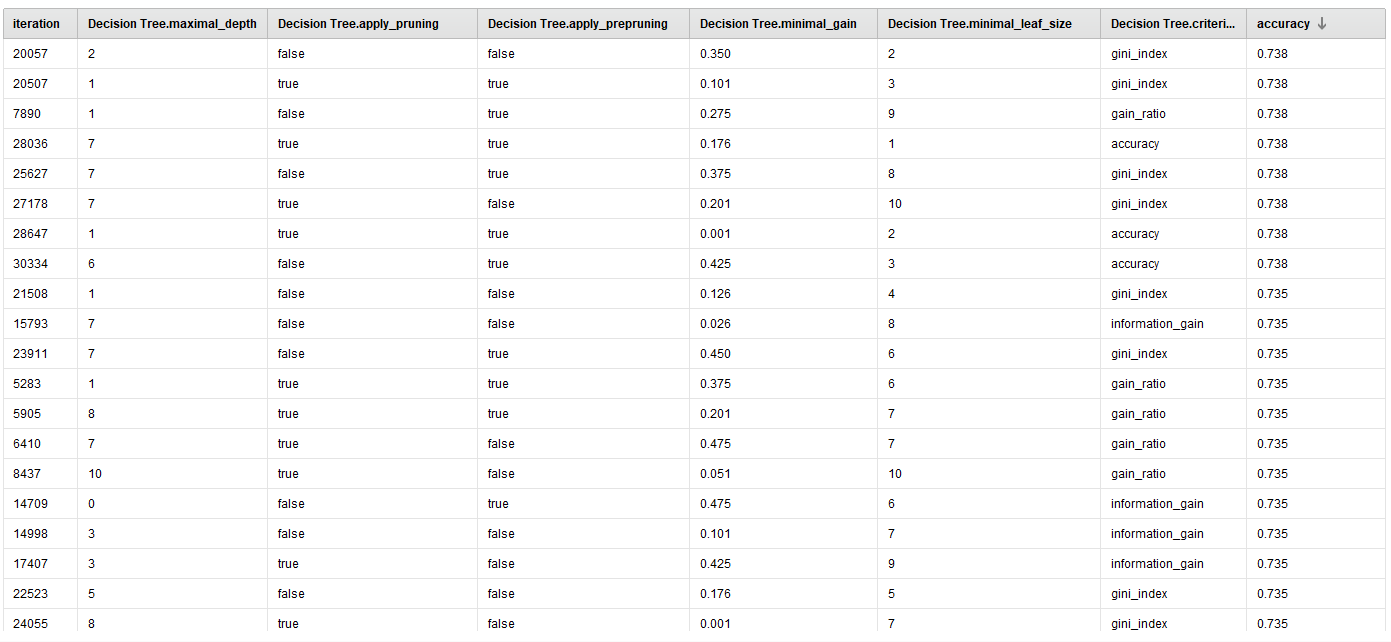 iteration Decision Tree.maximal_depth Decision Tree.apply_pruning Decision Tree.apply_prepruning Decision Tree.minimal_gain Decision Tree.minimal_leaf_size Decision Tree.criteri... accuracy ↓
20057 2 false false 0.350 2 gini_index 0.738
20507 1 true true 0.101 3 gini_index 0.738
7890 1 false true 0.275 9 gain_ratio 0.738
28036 7 true true 0.176 1 accuracy 0.738
25627 7 false true 0.375 8 gini_index 0.738
27178 7 true false 0.201 10 gini_index 0.738
28647 1 true true 0.001 2 accuracy 0.738
30334 6 false true 0.425 3 accuracy 0.738
21508 1 false false 0.126 4 gini_index 0.735
15793 7 false false 0.026 8 information_gain 0.735
23911 7 false true 0.450 6 gini_index 0.735
5283 1 true true 0.375 6 gain_ratio 0.735
5905 8 true true 0.201 7 gain_ratio 0.735
6410 7 true false 0.475 7 gain_ratio 0.735
8437 10 true false 0.051 10 gain_ratio 0.735
14709 0 false true 0.475 6 information_gain 0.735
14998 3 false false 0.101 7 information_gain 0.735
17407 3 true false 0.425 9 information_gain 0.735
22523 5 false false 0.176 5 gini_index 0.735
24055 8 true false 0.001 7 gini_index 0.735